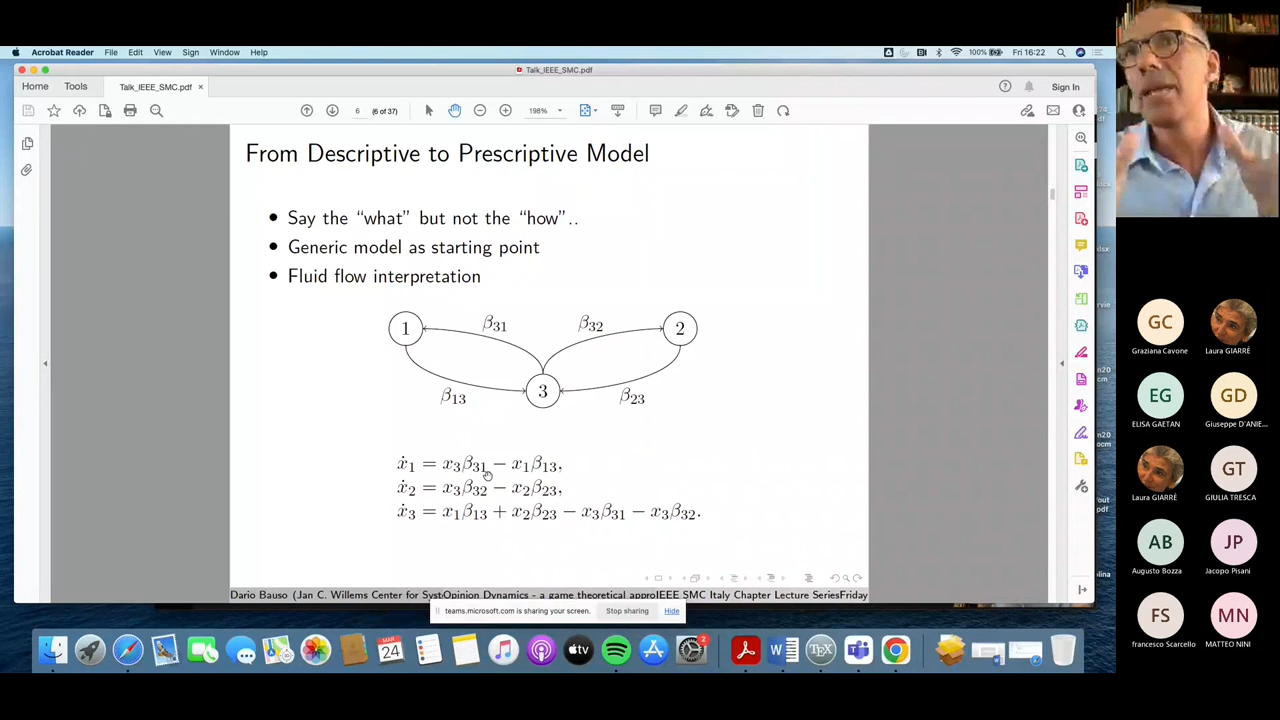 Acrobat Reader File Edit View Sign Window Help
100% Fri 16:22
Talk_IEEE_SMC.pdf
Home Tools Talk_IEEE_SMC.pdf × Sign In
6 (6 of 37) 198%
From Descriptive to Prescriptive Model
• Say the “what” but not the “how”..
• Generic model as starting point
• Fluid flow interpretation
1 β31 β32 2
β13 3 β23
ẋ1 = x3β31 − x1β13,
ẋ2 = x3β32 − x2β23,
ẋ3 = x1β13 + x2β23 − x3β31 − x3β32.
Dario Bauso (Jan C. Willems Center for SystOpinion Dynamics - a game theoretical approIEEE SMC Italy Chapter Lecture SeriesFriday
teams.microsoft.com is sharing your screen. Stop sharing Hide
MAR
24
2
GC
Graziana Cavone
Laura GIARRÈ
EG
ELISA GAETAN
GD
Giuseppe D'ANIE...
Laura GIARRÈ
GT
GIULIA TRESCA
AB
Augusto Bozza
JP
Jacopo Pisani
FS
francesco Scarcello
MN
MATTEO NINI